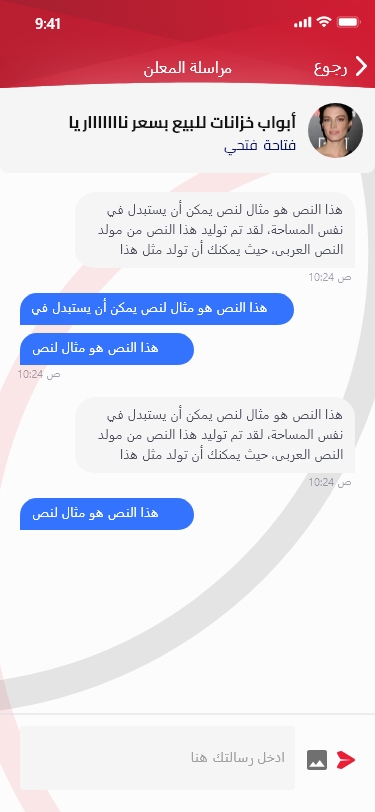 9:41
رجوع
مراسلة المعلن
أبواب خزانات للبيع بسعر نااااااار يا
فتاحة فتحي
هذا النص هو مثال لنص يمكن أن يستبدل في
نفس المساحة، لقد تم توليد هذا النص من مولد
النص العربى، حيث يمكنك أن تولد مثل هذا
10:24 ص
هذا النص هو مثال لنص يمكن أن يستبدل في
هذا النص هو مثال لنص
10:24 ص
هذا النص هو مثال لنص يمكن أن يستبدل في
نفس المساحة، لقد تم توليد هذا النص من مولد
النص العربى، حيث يمكنك أن تولد مثل هذا
10:24 ص
هذا النص هو مثال لنص
ادخل رسالتك هنا